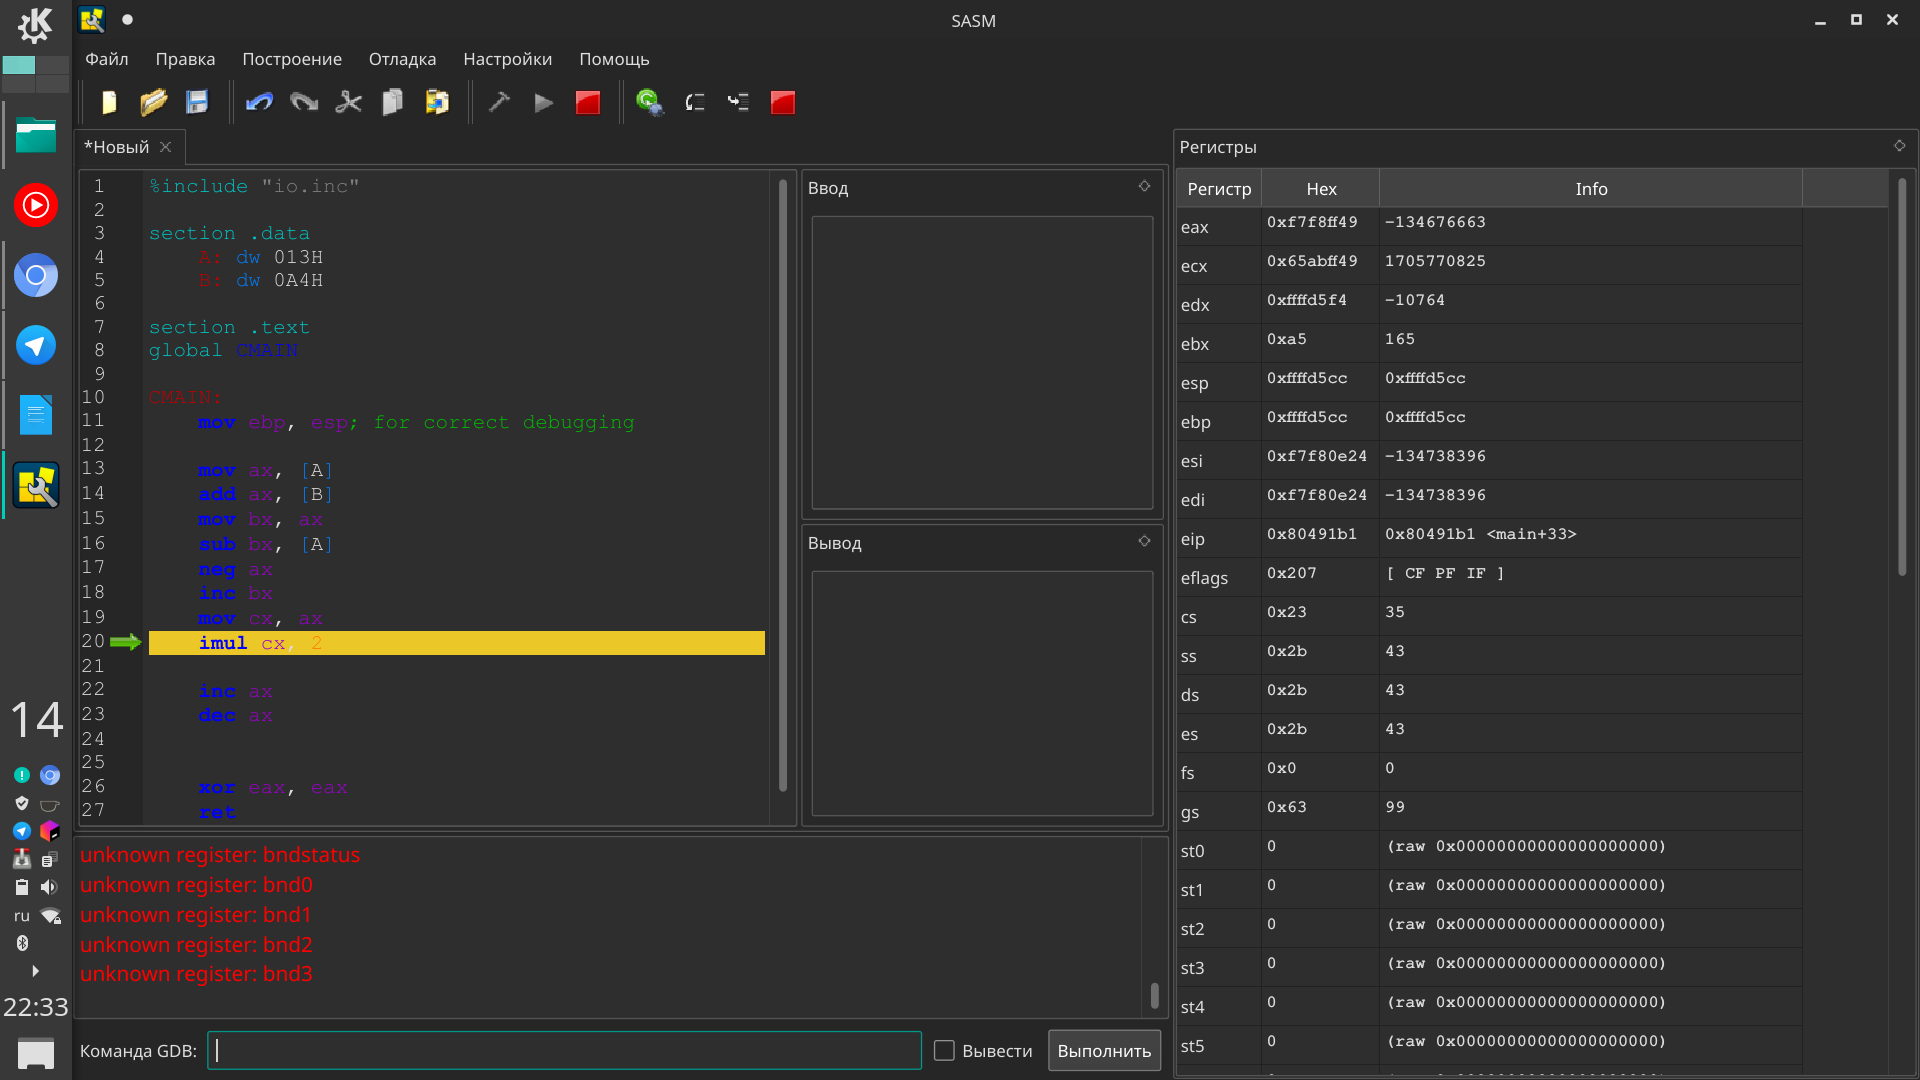 SASM
Файл Правка Построение Отладка Настройки Помощь
*Новый
1 %include "io.inc"
2
3 section .data
4 A: dw 013H
5 B: dw 0A4H
6
7 section .text
8 global CMAIN
9
10 CMAIN:
11 mov ebp, esp; for correct debugging
12
13 mov ax, [A]
14 add ax, [B]
15 mov bx, ax
16 sub bx, [A]
17 neg ax
18 inc bx
19 mov cx, ax
20 imul cx, 2
21
22 inc ax
23 dec ax
24
25
26 xor eax, eax
27 ret
Ввод
Вывод
unknown register: bndstatus
unknown register: bnd0
unknown register: bnd1
unknown register: bnd2
unknown register: bnd3
Команда GDB:
Вывести
Выполнить
Регистры
Регистр Hex Info
eax 0xf7f8ff49 -134676663
ecx 0x65abff49 1705770825
edx 0xffffd5f4 -10764
ebx 0xa5 165
esp 0xffffd5cc 0xffffd5cc
ebp 0xffffd5cc 0xffffd5cc
esi 0xf7f80e24 -134738396
edi 0xf7f80e24 -134738396
eip 0x80491b1 0x80491b1 <main+33>
eflags 0x207 [ CF PF IF ]
cs 0x23 35
ss 0x2b 43
ds 0x2b 43
es 0x2b 43
fs 0x0 0
gs 0x63 99
st0 0 (raw 0x00000000000000000000)
st1 0 (raw 0x00000000000000000000)
st2 0 (raw 0x00000000000000000000)
st3 0 (raw 0x00000000000000000000)
st4 0 (raw 0x00000000000000000000)
st5 0 (raw 0x00000000000000000000)
14
ru
22:33